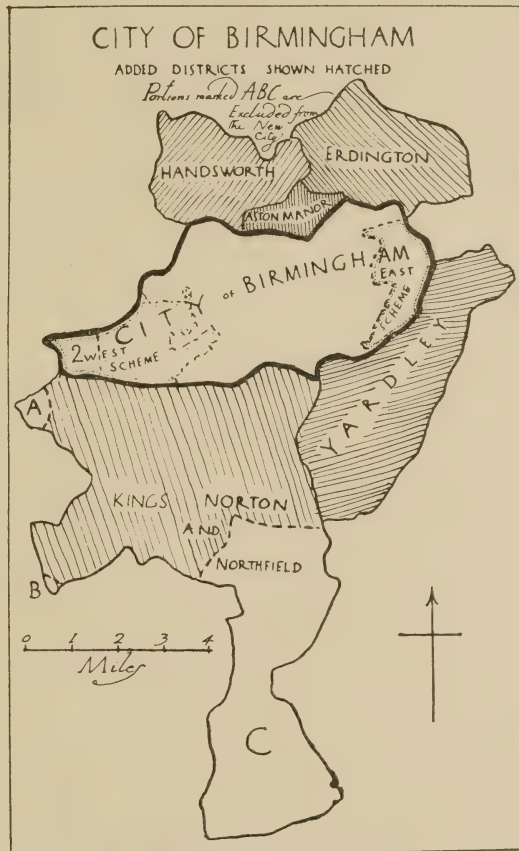 CITY OF BIRMINGHAM
ADDED DISTRICTS SHOWN HATCHED
Portions marked ABC are
Excluded from
the New
City
HANDSWORTH
ERDINGTON
ASTON MANOR
CITY of BIRMINGHAM
EAST
SCHEME
2 WEST
SCHEME
YARDLEY
A
KINGS NORTON
AND
NORTHFIELD
B
0 1 2 3 4
Miles
C